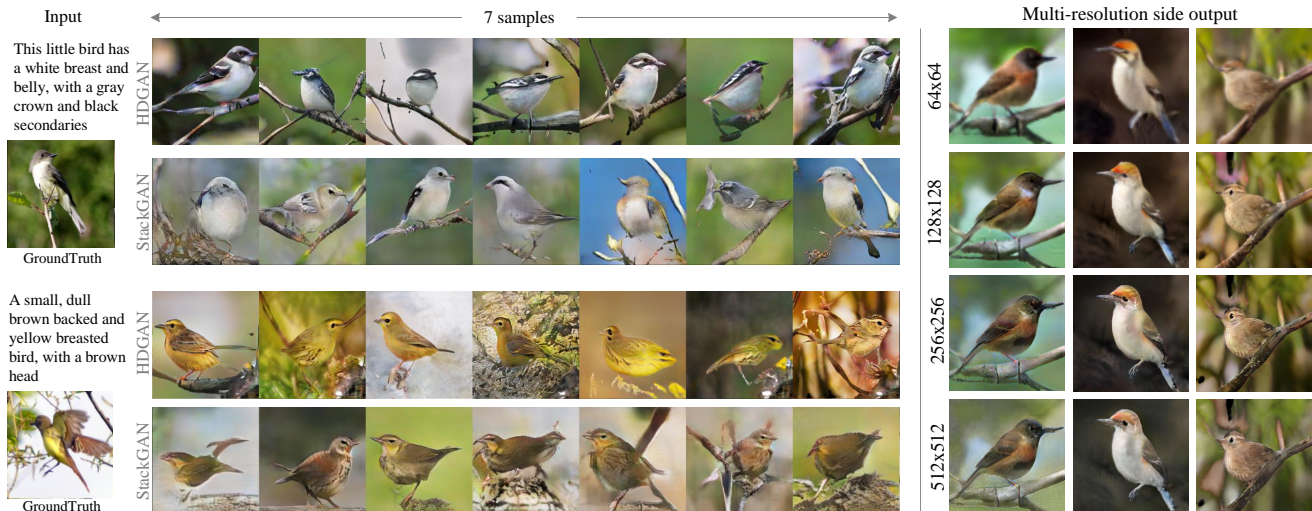 Input
7 samples
Multi-resolution side output
This little bird has
a white breast and
belly, with a gray
crown and black
secondaries
GroundTruth
HDGAN
StackGAN
A small, dull
brown backed and
yellow breasted
bird, with a brown
head
GroundTruth
HDGAN
StackGAN
64x64
128x128
256x256
512x512